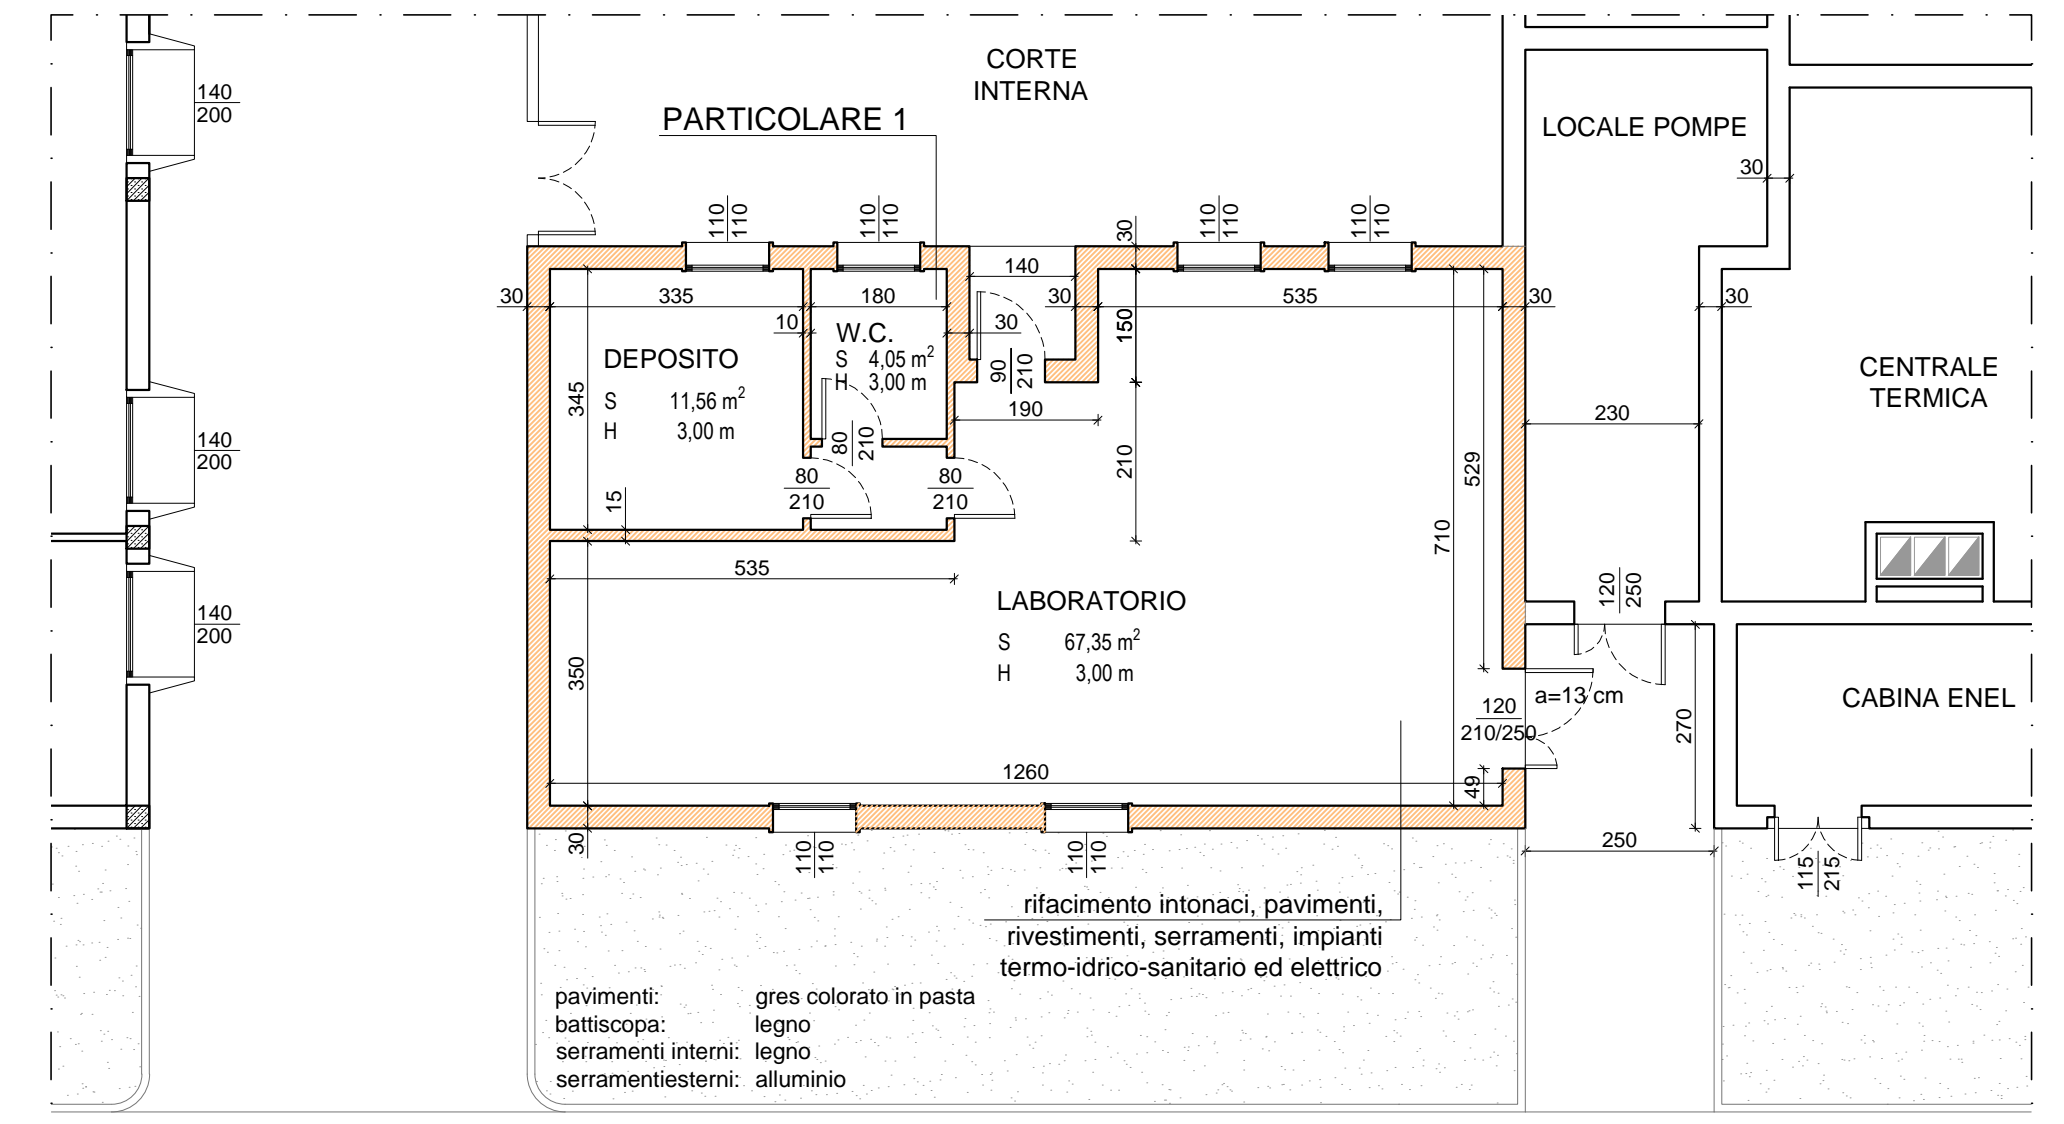 CORTE
INTERNA
140
200
PARTICOLARE 1
LOCALE POMPE
30
110
110
110
110
110
110
110
110
30
140
30
335
180
30
535
30
30
10
30
150
W.C.
S 4,05 m²
H 3,00 m
DEPOSITO
S 11,56 m²
H 3,00 m
90
210
CENTRALE
TERMICA
345
190
230
140
200
80
210
210
529
80
210
80
210
15
710
535
120
250
LABORATORIO
S 67,35 m²
H 3,00 m
140
200
350
a=13 cm
120
210/250
270
CABINA ENEL
1260
49
30
110
110
110
110
250
115
215
rifacimento intonaci, pavimenti,
rivestimenti, serramenti, impianti
termo-idrico-sanitario ed elettrico
pavimenti: gres colorato in pasta
battiscopa: legno
serramenti interni: legno
serramentiesterni: alluminio